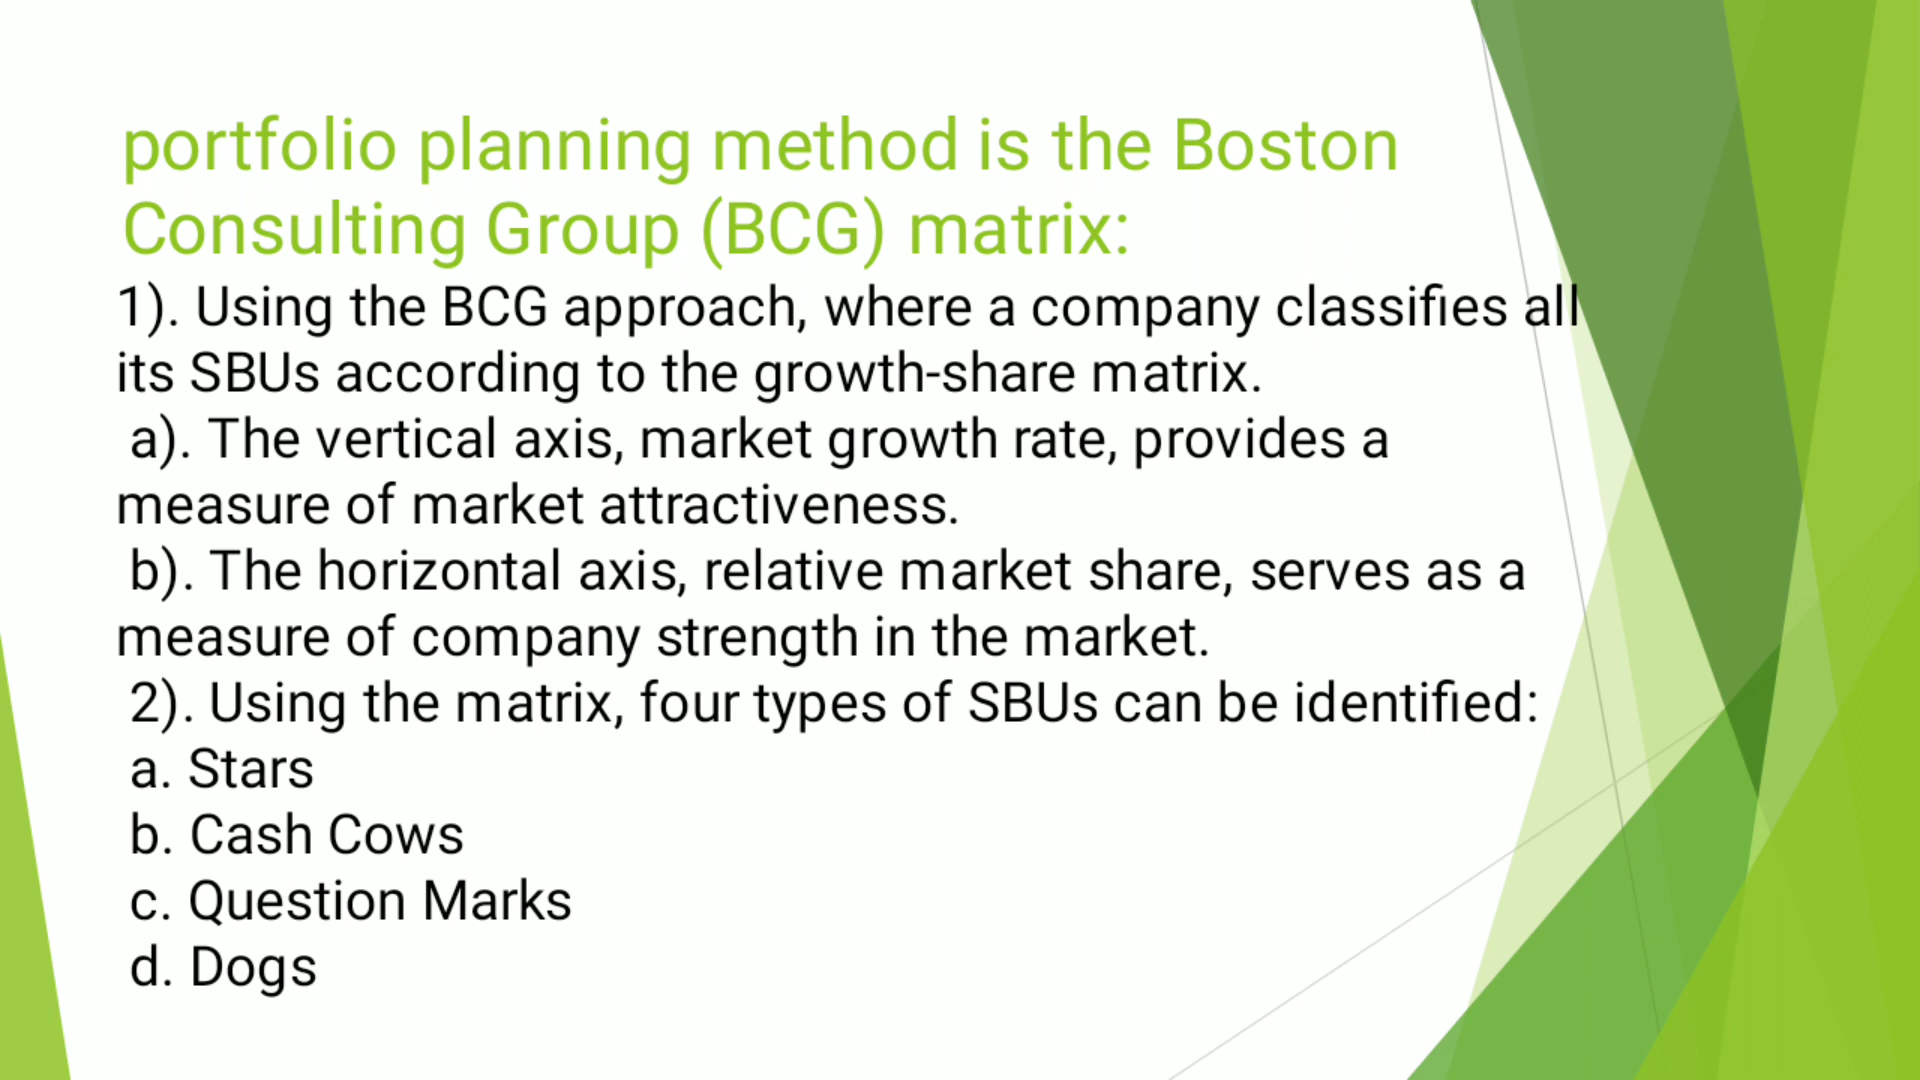 portfolio planning method is the Boston
Consulting Group (BCG) matrix:
1). Using the BCG approach, where a company classifies all
its SBUs according to the growth-share matrix.
a). The vertical axis, market growth rate, provides a
measure of market attractiveness.
b). The horizontal axis, relative market share, serves as a
measure of company strength in the market.
2). Using the matrix, four types of SBUs can be identified:
a. Stars
b. Cash Cows
c. Question Marks
d. Dogs